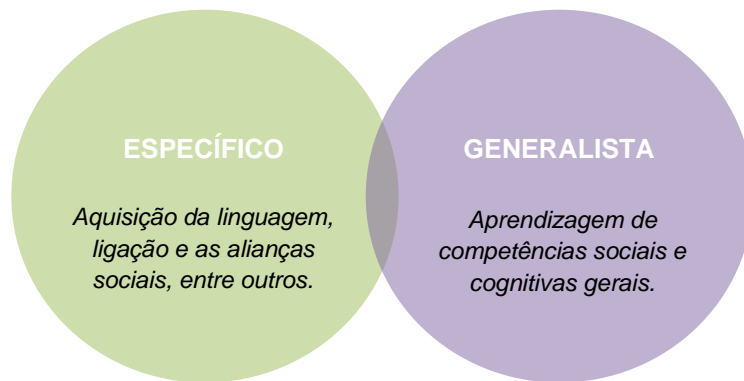 ESPECÍFICO
Aquisição da linguagem,
ligação e as alianças
sociais, entre outros.
GENERALISTA
Aprendizagem de
competências sociais e
cognitivas gerais.